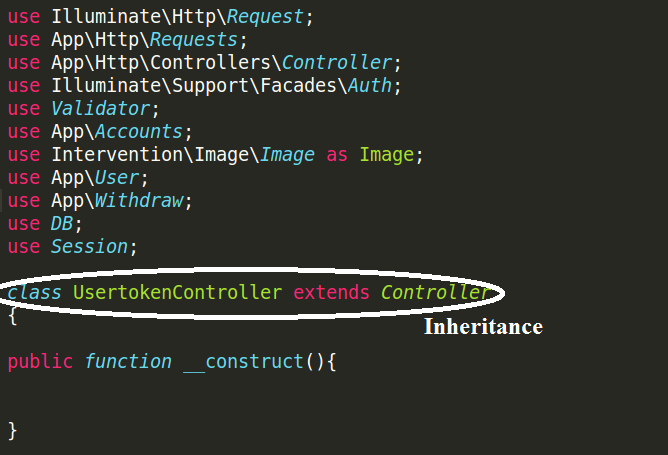 use Illuminate\Http\Request;
use App\Http\Requests;
use App\Http\Controllers\Controller;
use Illuminate\Support\Facades\Auth;
use Validator;
use App\Accounts;
use Intervention\Image\Image as Image;
use App\User;
use App\Withdraw;
use DB;
use Session;
class UsertokenController extends Controller
{
Inheritance
public function __construct(){
}